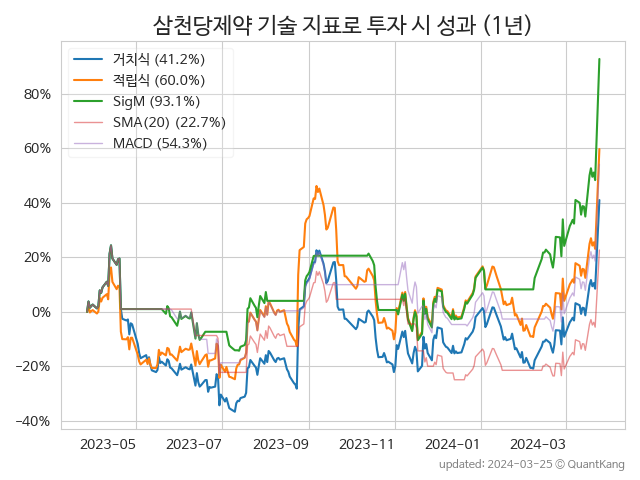 삼천당제약 기술 지표로 투자 시 성과 (1년)
거치식 (41.2%)
적립식 (60.0%)
SigM (93.1%)
SMA(20) (22.7%)
MACD (54.3%)
80%
60%
40%
20%
0%
−20%
−40%
2023−05 2023−07 2023−09 2023−11 2024−01 2024−03
updated: 2024−03−25 © QuantKang